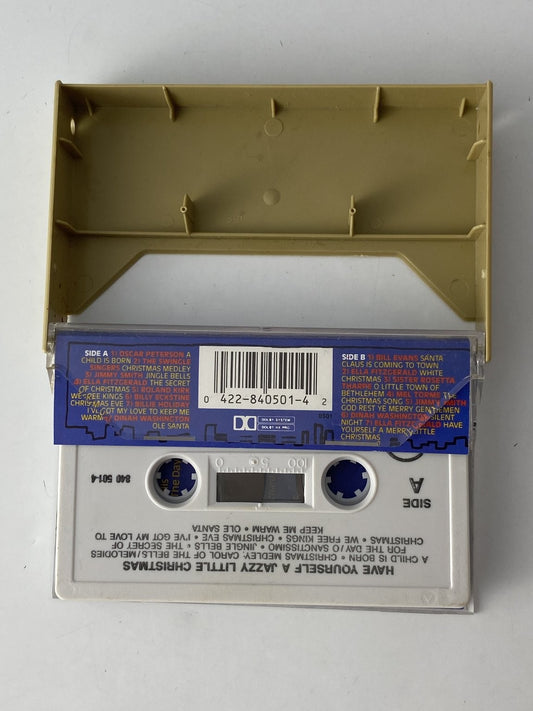 SIDE A 1) OSCAR PETERSON A
CHILD IS BORN 2) THE SWINGLE
SINGERS CHRISTMAS MEDLEY
3) JIMMY SMITH JINGLE BELLS
4) ELLA FITZGERALD THE SECRET
OF CHRISTMAS 5) ROLAND KIRK
WE FREE KINGS 6) BILLY ECKSTINE
CHRISTMAS EVE 7) BILLIE HOLIDAY
I'VE GOT MY LOVE TO KEEP ME
WARM 8) DINAH WASHINGTON
OLE SANTA
0 422-840501-4 2
DOLBY SYSTEM
SIDE B 1) BILL EVANS SANTA
CLAUS IS COMING TO TOWN
2) ELLA FITZGERALD WHITE
CHRISTMAS 3) SISTER ROSETTA
THARPE O LITTLE TOWN OF
BETHLEHEM 4) MEL TORME THE
CHRISTMAS SONG 5) JIMMY SMITH
GOD REST YE MERRY GENTLEMEN
6) DINAH WASHINGTON SILENT
NIGHT 7) ELLA FITZGERALD HAVE
YOURSELF A MERRY LITTLE
CHRISTMAS
HAVE YOURSELF A JAZZY LITTLE CHRISTMAS
A CHILD IS BORN • MEDLEY: CAROL OF THE BELLS/MELODIES
FOR THE DAY/O SANCTISSIMO • JINGLE BELLS • THE SECRET OF
CHRISTMAS • WE FREE KINGS • CHRISTMAS EVE • I'VE GOT MY LOVE TO
KEEP ME WARM • OLE SANTA
SIDE
A
100 50 0
840 501-4